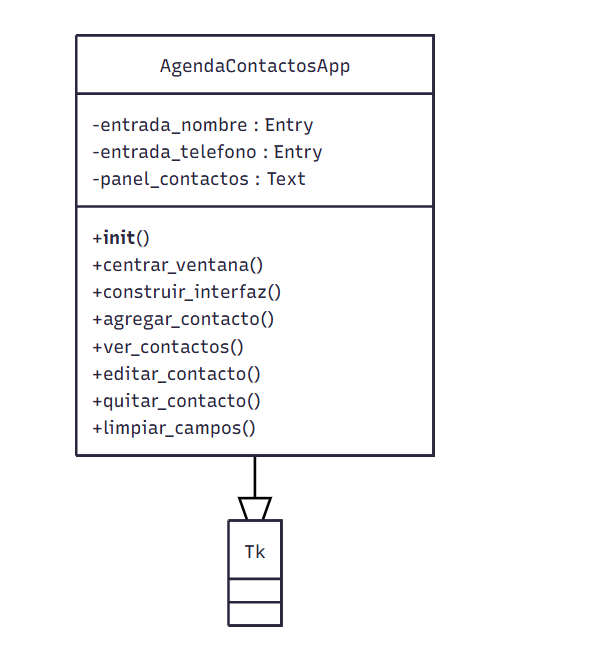 AgendaContactosApp
-entrada_nombre : Entry
-entrada_telefono : Entry
-panel_contactos : Text
+init()
+centrar_ventana()
+construir_interfaz()
+agregar_contacto()
+ver_contactos()
+editar_contacto()
+quitar_contacto()
+limpiar_campos()
Tk